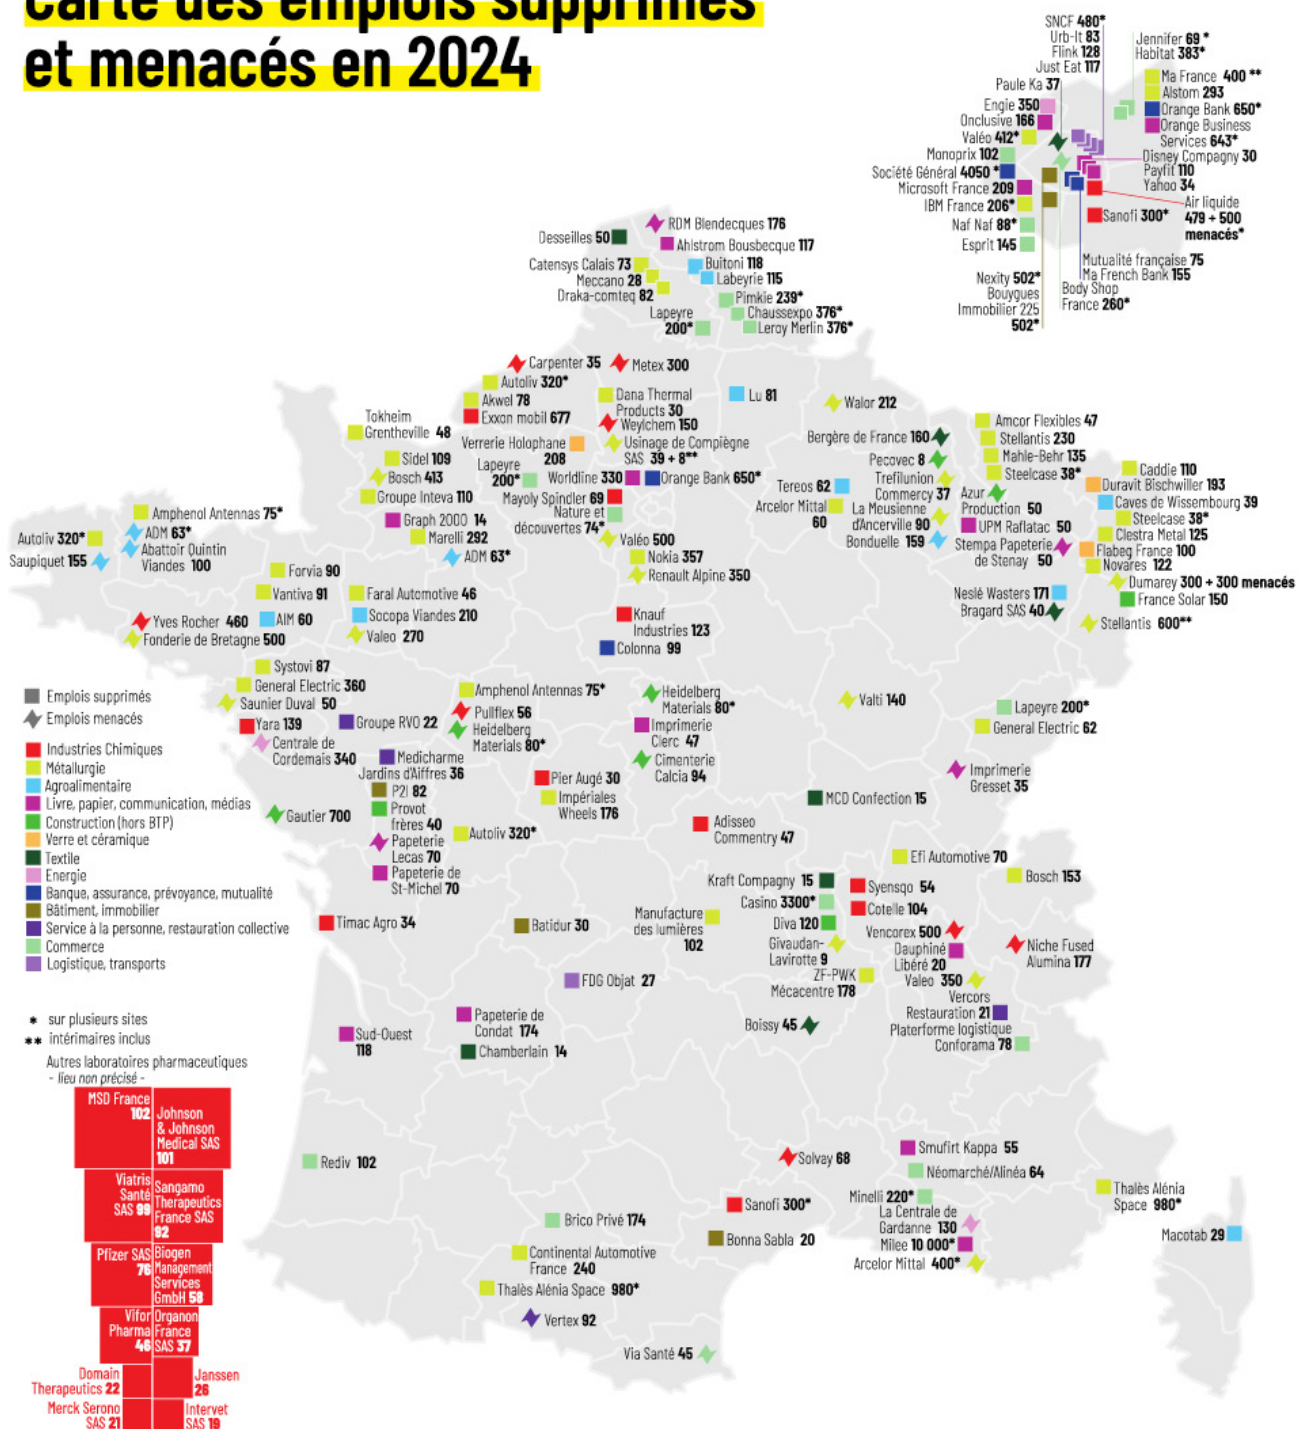 Carte des emplois supprimés
et menacés en 2024
SNCF 480*
Urb-It 83
Flink 128
Just Eat 117
Paule Ka 37
Engie 350
Onclusive 166
Valéo 412*
Monoprix 102
Société Général 4050 *
Microsoft France 209
IBM France 206*
Naf Naf 88*
Esprit 145
Nexity 502*
Bouygues
Immobilier 225
502*
Jennifer 69 *
Habitat 383*
Ma France 400 **
Alstom 293
Orange Bank 650*
Orange Business
Services 643*
Disney Compagny 30
Payfit 110
Yahoo 34
Air liquide
479 + 500
menacés*
Sanofi 300*
Mutualité française 75
Ma French Bank 155
Body Shop
France 260*
RDM Blendecques 176
Desseilles 50
Ahlstrom Bousbecque 117
Catensys Calais 73
Meccano 28
Draka-comteq 82
Buitoni 118
Labeyrie 115
Pimkie 239*
Chaussexpo 376*
Leroy Merlin 376*
Lapeyre
200*
Carpenter 35
Metex 300
Autoliv 320*
Akwel 78
Exxon mobil 677
Dana Thermal
Products 30
Weylchem 150
Usinage de Compiègne
SAS 39 + 8**
Lu 81
Walor 212
Tokheim
Grentheville 48
Verrerie Holophane
208
Sidel 109
Bosch 413
Groupe Inteva 110
Lapeyre
200*
Worldline 330
Orange Bank 650*
Mayoly Spindler 69
Nature et
découvertes 74*
Graph 2000 14
Marelli 292
ADM 63*
Valéo 500
Nokia 357
Renault Alpine 350
Bergère de France 160
Pecovec 8
Trefilunion
Commercy 37
Tereos 62
Arcelor Mittal
60
La Meusienne
d'Ancerville 90
Bonduelle 159
Amcor Flexibles 47
Stellantis 230
Mahle-Behr 135
Steelcase 38*
Azur
Production 50
UPM Raflatac 50
Stempa Papeterie
de Stenay 50
Caddie 110
Duravit Bischwiller 193
Caves de Wissembourg 39
Steelcase 38*
Clestra Metal 125
Flabeg France 100
Novares 122
Dumarey 300 + 300 menacés
France Solar 150
Stellantis 600**
Neslé Wasters 171
Bragard SAS 40
Amphenol Antennas 75*
Autoliv 320*
ADM 63*
Saupiquet 155
Abattoir Quintin
Viandes 100
Forvia 90
Vantiva 91
Faral Automotive 46
Yves Rocher 460
AIM 60
Socopa Viandes 210
Fonderie de Bretagne 500
Valeo 270
Knauf
Industries 123
Colonna 99
Systovi 87
General Electric 360
Saunier Duval 50
Yara 139
Groupe RVO 22
Centrale de
Cordemais 340
Amphenol Antennas 75*
Pullflex 56
Heidelberg
Materials 80*
Heidelberg
Materials 80*
Imprimerie
Clerc 47
Cimenterie
Calcia 94
Valti 140
Lapeyre 200*
General Electric 62
Imprimerie
Gresset 35
Medicharme
Jardins d'Aiffres 36
P2I 82
Provot
frères 40
Papeterie
Lecas 70
Papeterie de
St-Michel 70
Gautier 700
Pier Augé 30
Impériales
Wheels 176
Autoliv 320*
Adisseo
Commentry 47
MCD Confection 15
Efi Automotive 70
Bosch 153
Kraft Compagny 15
Casino 3300*
Diva 120
Givaudan-
Lavirotte 9
Syensqo 54
Cotelle 104
Vencorex 500
Dauphiné
Libéré 20
Valeo 350
Niche Fused
Alumina 177
Manufacture
des lumières
102
ZF-PWK
Mécacentre 178
Vercors
Restauration 21
Plateforme logistique
Conforama 78
Boissy 45
Timac Agro 34
Batidur 30
FDG Objat 27
Papeterie de
Condat 174
Chamberlain 14
Sud-Ouest
118
Rediv 102
Solvay 68
Smufirt Kappa 55
Néomarché/Alinéa 64
Minelli 220*
La Centrale de
Gardanne 130
Milee 10 000*
Arcelor Mittal 400*
Thalès Alénia
Space 980*
Macotab 29
Sanofi 300*
Bonna Sabla 20
Brico Privé 174
Continental Automotive
France 240
Thalès Alénia Space 980*
Vertex 92
Via Santé 45
Emplois supprimés
Emplois menacés
Industries Chimiques
Métallurgie
Agroalimentaire
Livre, papier, communication, médias
Construction (hors BTP)
Verre et céramique
Textile
Energie
Banque, assurance, prévoyance, mutualité
Bâtiment, immobilier
Service à la personne, restauration collective
Commerce
Logistique, transports
* sur plusieurs sites
** intérimaires inclus
Autres laboratoires pharmaceutiques
- lieu non précisé -
MSD France
102
Johnson
& Johnson
Medical SAS
101
Viatris
Santé
SAS 99
Sangamo
Therapeutics
France SAS
92
Pfizer SAS
76
Biogen
Management
Services
GmbH 58
Vifor
Pharma
46
Organon
France
SAS 37
Domain
Therapeutics 22
Janssen
26
Merck Serono
SAS 21
Intervet
SAS 19